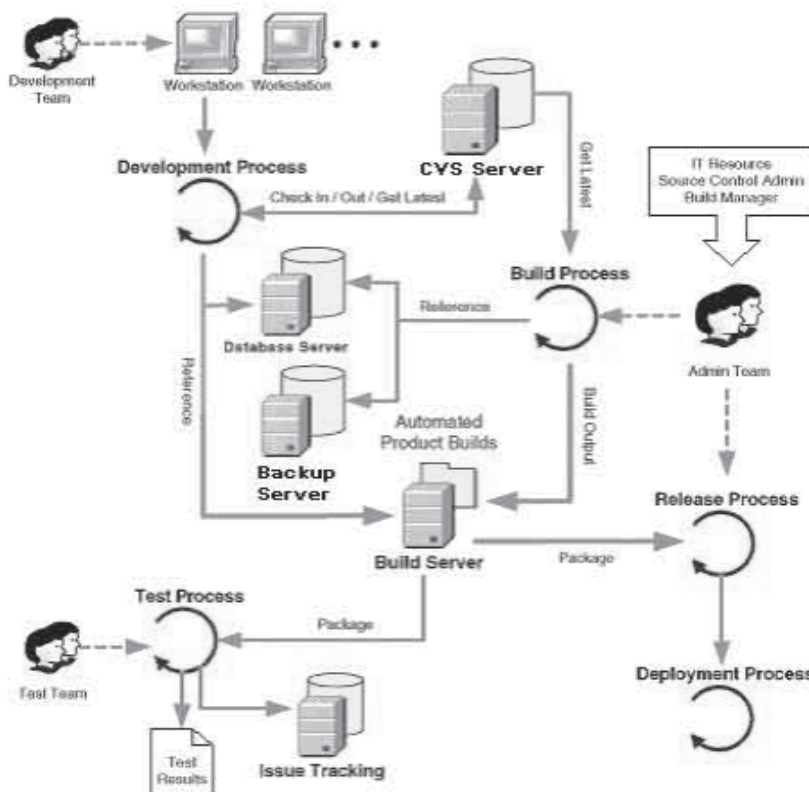 Development
Team
Workstation
Workstation
CVS Server
Get Latest
IT Resource
Source Control Admin
Build Manager
Development Process
Check In / Out / Get Latest
Build Process
Reference
Database Server
Admin Team
Reference
Build Output
Automated
Product Builds
Backup
Server
Release Process
Build Server
Package
Test Process
Package
Test Team
Deployment Process
Test
Results
Issue Tracking